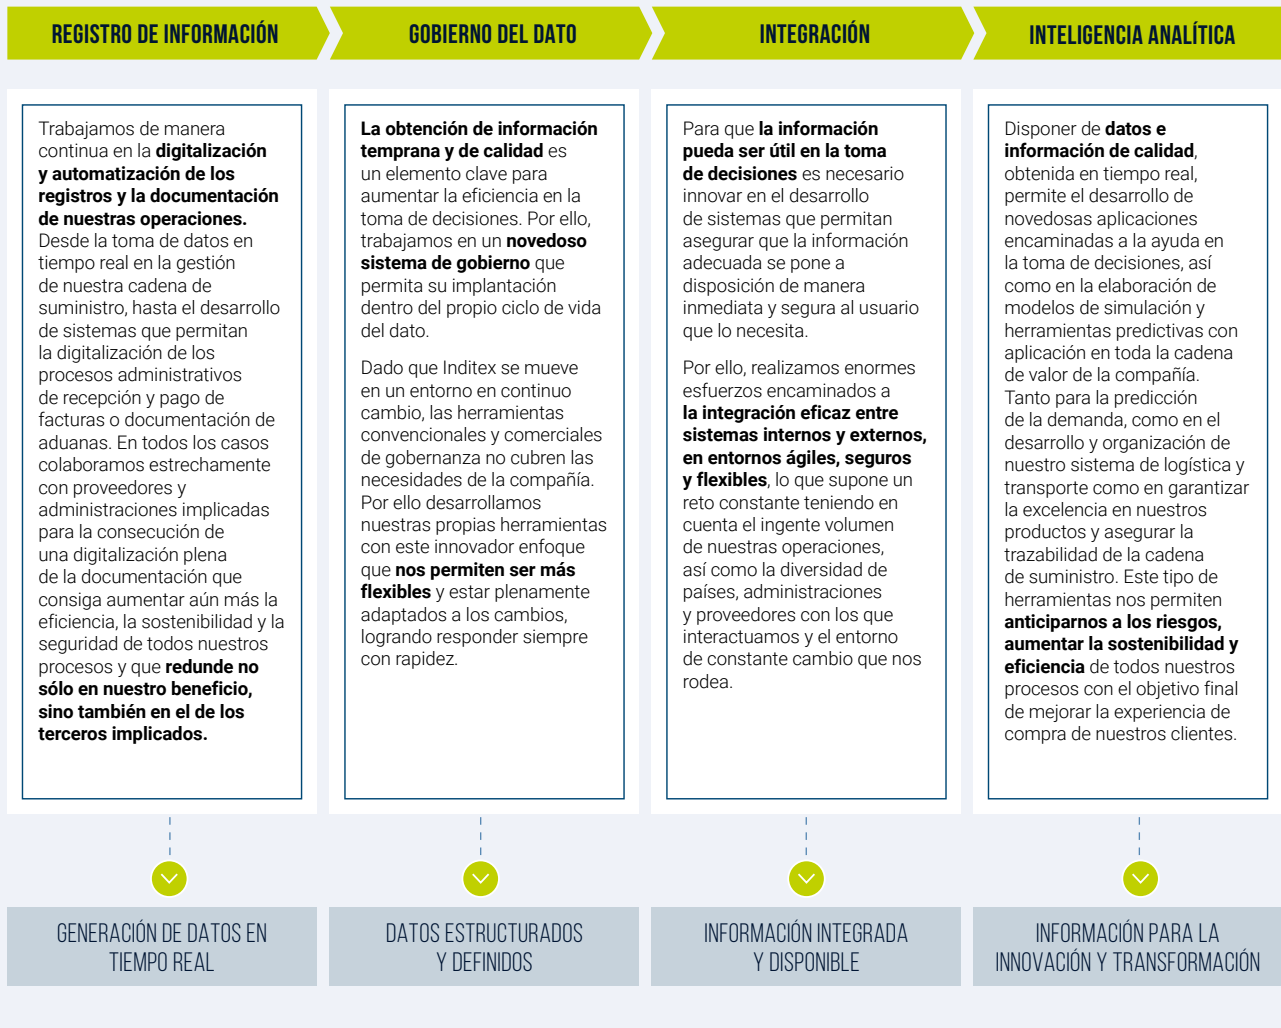 REGISTRO DE INFORMACIÓN
GOBIERNO DEL DATO
INTEGRACIÓN
INTELIGENCIA ANALÍTICA
Trabajamos de manera
continua en la digitalización
y automatización de los
registros y la documentación
de nuestras operaciones.
Desde la toma de datos en
tiempo real en la gestión
de nuestra cadena de
suministro, hasta el desarrollo
de sistemas que permitan
la digitalización de los
procesos administrativos
de recepción y pago de
facturas o documentación de
aduanas. En todos los casos
colaboramos estrechamente
con proveedores y
administraciones implicadas
para la consecución de
una digitalización plena
de la documentación que
consiga aumentar aún más la
eficiencia, la sostenibilidad y la
seguridad de todos nuestros
procesos y que redunde no
sólo en nuestro beneficio,
sino también en el de los
terceros implicados.
La obtención de información
temprana y de calidad es
un elemento clave para
aumentar la eficiencia en la
toma de decisiones. Por ello,
trabajamos en un novedoso
sistema de gobierno que
permita su implantación
dentro del propio ciclo de vida
del dato.
Dado que Inditex se mueve
en un entorno en continuo
cambio, las herramientas
convencionales y comerciales
de gobernanza no cubren las
necesidades de la compañía.
Por ello desarrollamos
nuestras propias herramientas
con este innovador enfoque
que nos permiten ser más
flexibles y estar plenamente
adaptados a los cambios,
logrando responder siempre
con rapidez.
Para que la información
pueda ser útil en la toma
de decisiones es necesario
innovar en el desarrollo
de sistemas que permitan
asegurar que la información
adecuada se pone a
disposición de manera
inmediata y segura al usuario
que lo necesita.
Por ello, realizamos enormes
esfuerzos encaminados a
la integración eficaz entre
sistemas internos y externos,
en entornos ágiles, seguros
y flexibles, lo que supone un
reto constante teniendo en
cuenta el ingente volumen
de nuestras operaciones,
así como la diversidad de
países, administraciones
y proveedores con los que
interactuamos y el entorno
de constante cambio que nos
rodea.
Disponer de datos e
información de calidad,
obtenida en tiempo real,
permite el desarrollo de
novedosas aplicaciones
encaminadas a la ayuda en
la toma de decisiones, así
como en la elaboración de
modelos de simulación y
herramientas predictivas con
aplicación en toda la cadena
de valor de la compañía.
Tanto para la predicción
de la demanda, como en el
desarrollo y organización de
nuestro sistema de logística y
transporte como en garantizar
la excelencia en nuestros
productos y asegurar la
trazabilidad de la cadena
de suministro. Este tipo de
herramientas nos permiten
anticiparnos a los riesgos,
aumentar la sostenibilidad y
eficiencia de todos nuestros
procesos con el objetivo final
de mejorar la experiencia de
compra de nuestros clientes.
GENERACIÓN DE DATOS EN
TIEMPO REAL
DATOS ESTRUCTURADOS
Y DEFINIDOS
INFORMACIÓN INTEGRADA
Y DISPONIBLE
INFORMACIÓN PARA LA
INNOVACIÓN Y TRANSFORMACIÓN